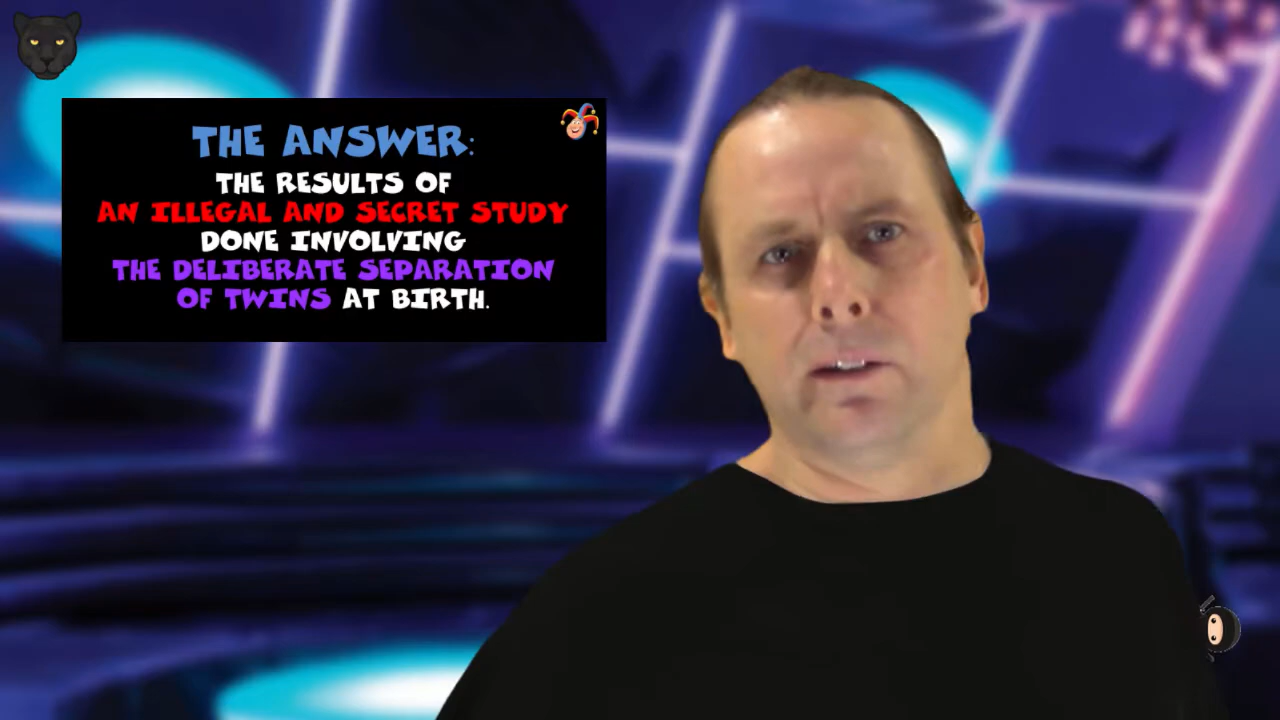 THE ANSWER:
THE RESULTS OF
AN ILLEGAL AND SECRET STUDY
DONE INVOLVING
THE DELIBERATE SEPARATION
OF TWINS AT BIRTH.